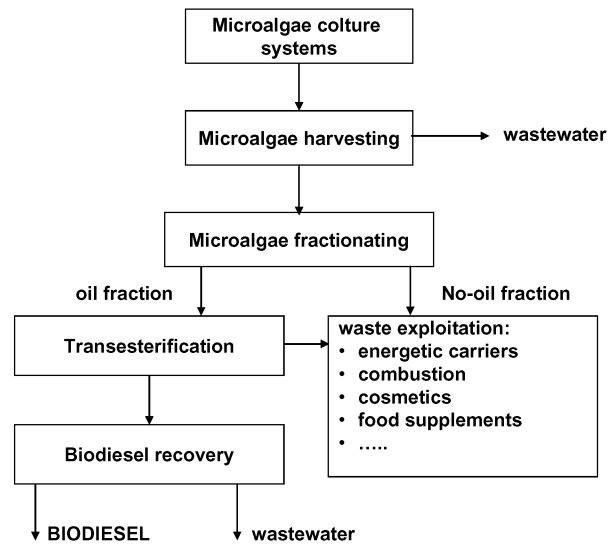 Microalgae colture
systems
Microalgae harvesting
wastewater
Microalgae fractionating
oil fraction
No-oil fraction
Transesterification
waste exploitation:
• energetic carriers
• combustion
• cosmetics
• food supplements
• …..
Biodiesel recovery
BIODIESEL
wastewater